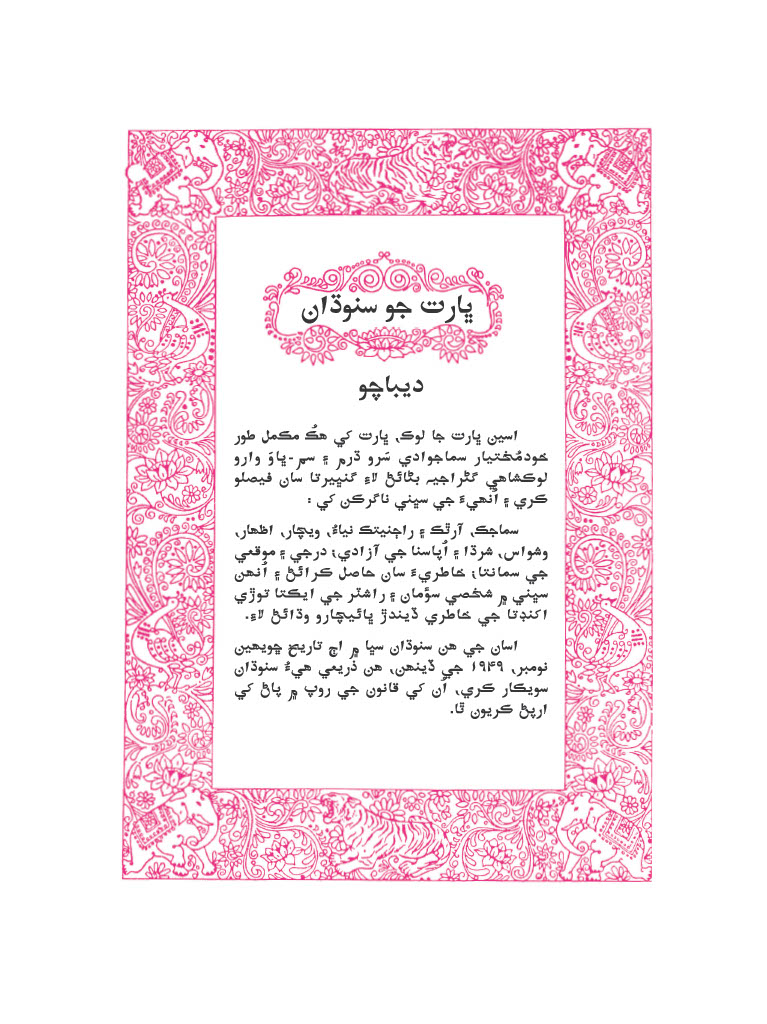 ڀارت جو سنوڌان
ديباچو
اسين ڀارت جا لوڪ، ڀارت کي هڪُ مڪمل طور
خودمُختيار سماجوادي سَرو ڌرم ۽ سم-ڀاوَ وارو
لوڪشاهي گڻراجيہ بڻائڻ لاءِ گنڀيرتا سان فيصلو
ڪري ۽ اُنهيءَ جي سڀني ناگرڪن کي :
سماجڪ، آرٿڪ ۽ راجنيتڪ نياءُ، ويچار، اظهار،
وشواس، شرڌا ۽ اُپاسنا جي آزادي؛ درجي ۽ موقعي
جي سمانتا؛ خاطريءَ سان حاصل ڪرائڻ ۽ اُنهن
سڀني ۾ شخصي سؤمان ۽ راشٽر جي ايڪتا توڙي
اکنڊتا جي خاطري ڏيندڙ ڀائيچارو وڌائڻ لاءِ.
اسان جي هن سنوڌان سڀا ۾ اڄ تاريخ ڇويهين
نومبر، ۱۹۴۹ جي ڏينهن، هن ذريعي هيءُ سنوڌان
سويڪار ڪري، اُن کي قانون جي روپ ۾ پاڻ کي
ارپڻ ڪريون ٿا.